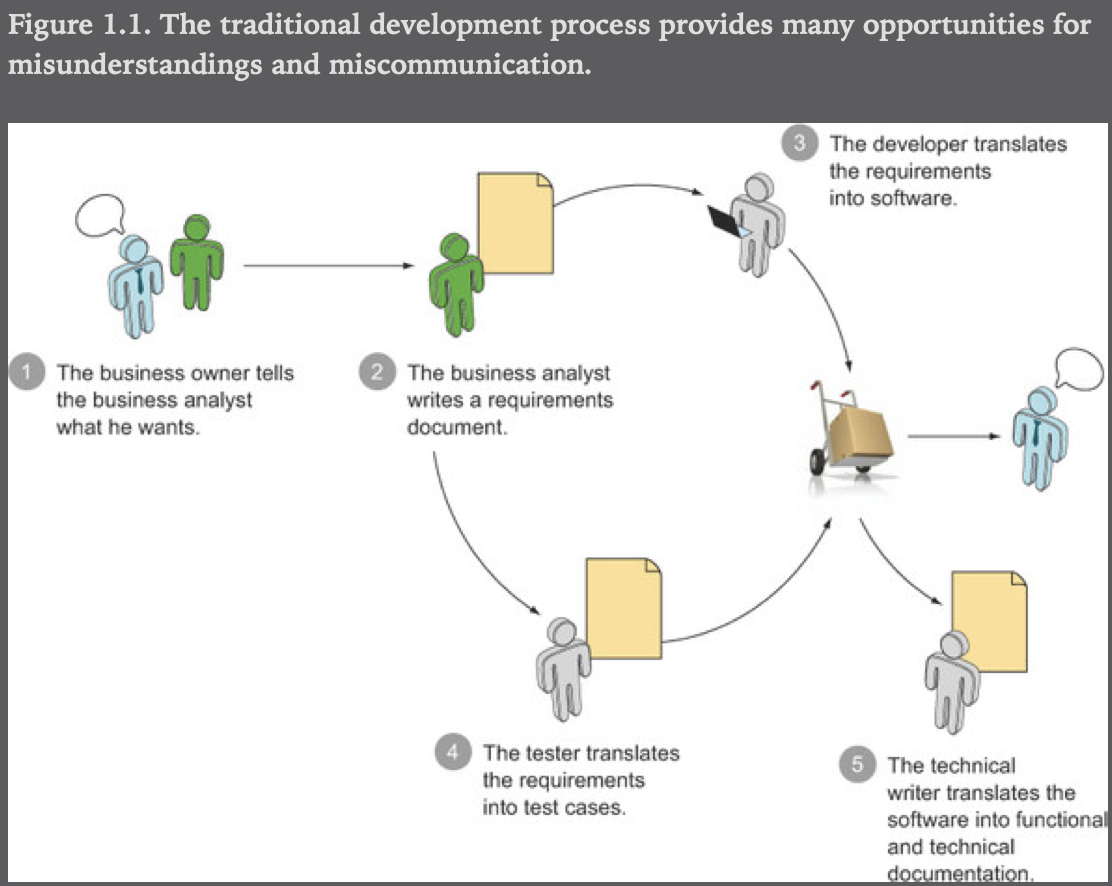 Figure 1.1. The traditional development process provides many opportunities for
misunderstandings and miscommunication.
1 The business owner tells
the business analyst
what he wants.
2 The business analyst
writes a requirements
document.
3 The developer translates
the requirements
into software.
4 The tester translates
the requirements
into test cases.
5 The technical
writer translates the
software into functional
and technical
documentation.